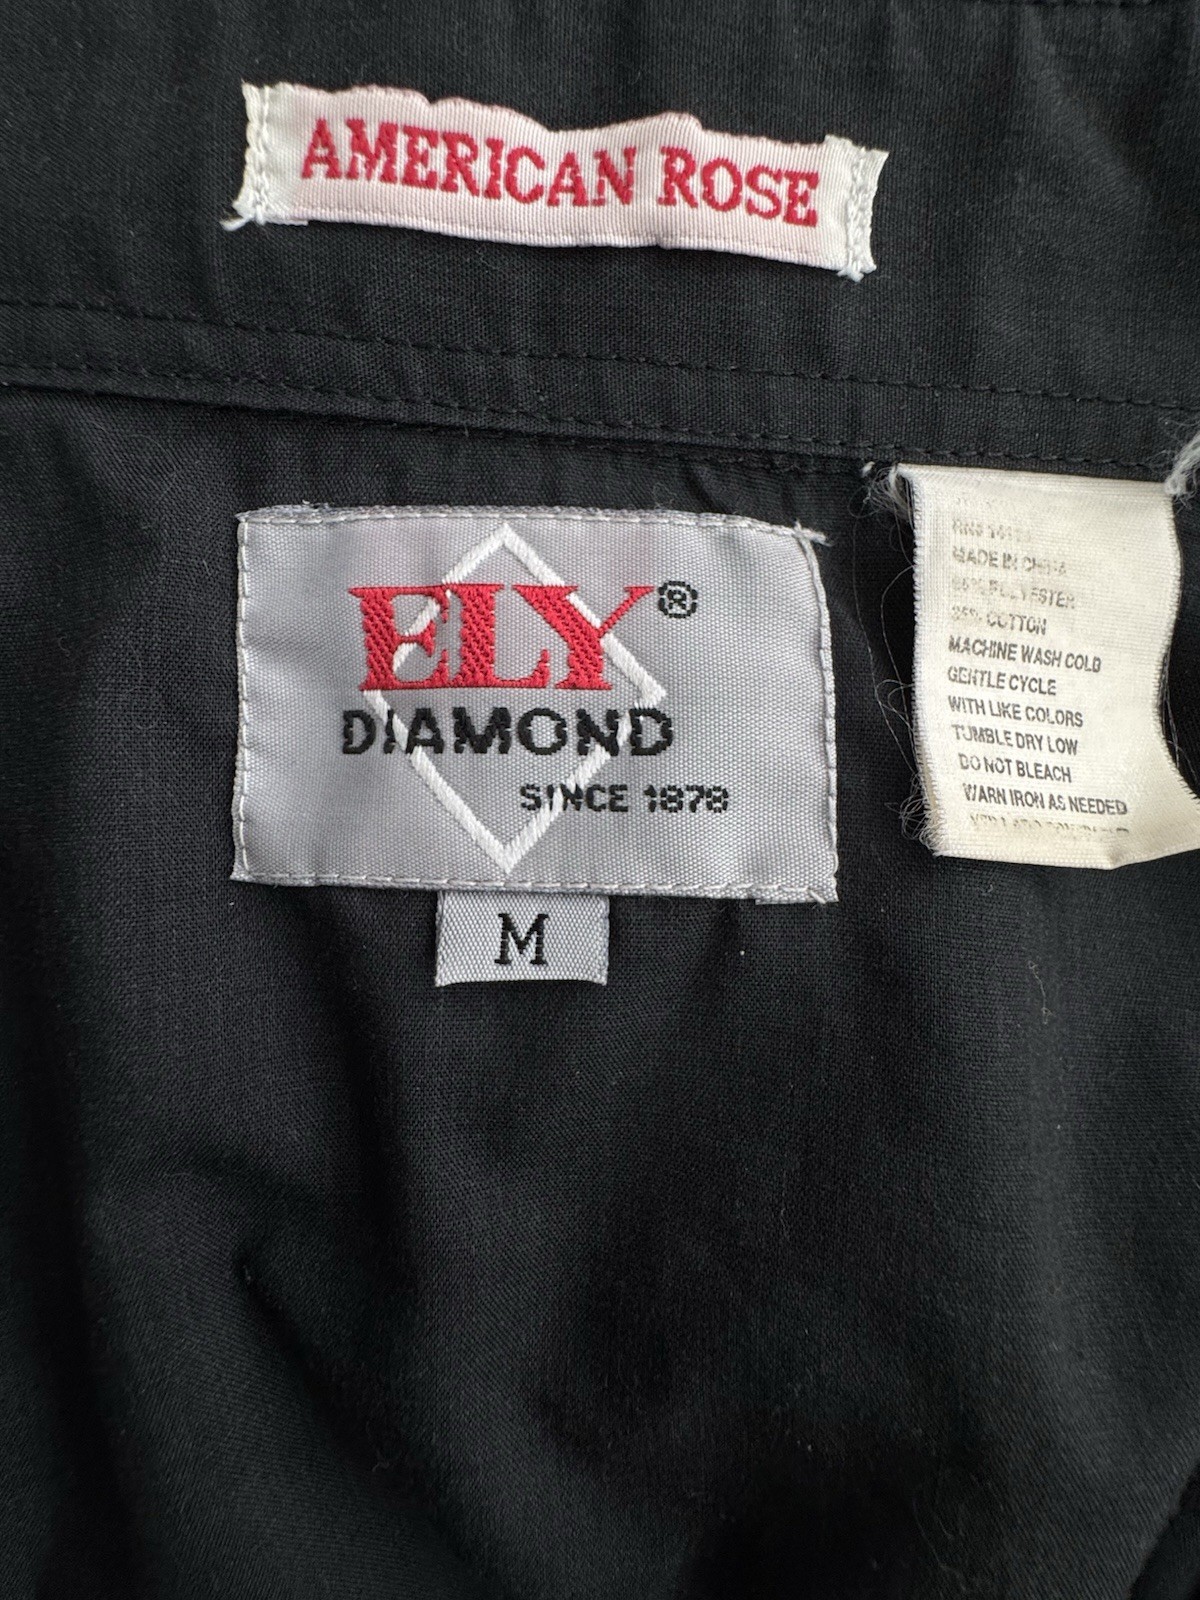 AMERICAN ROSE
ELY®
DIAMOND
SINCE 1878
M
MADE IN CHINA
POLYESTER
COTTON
MACHINE WASH COLD
GENTLE CYCLE
WITH LIKE COLORS
TUMBLE DRY LOW
DO NOT BLEACH
WARN IRON AS NEEDED